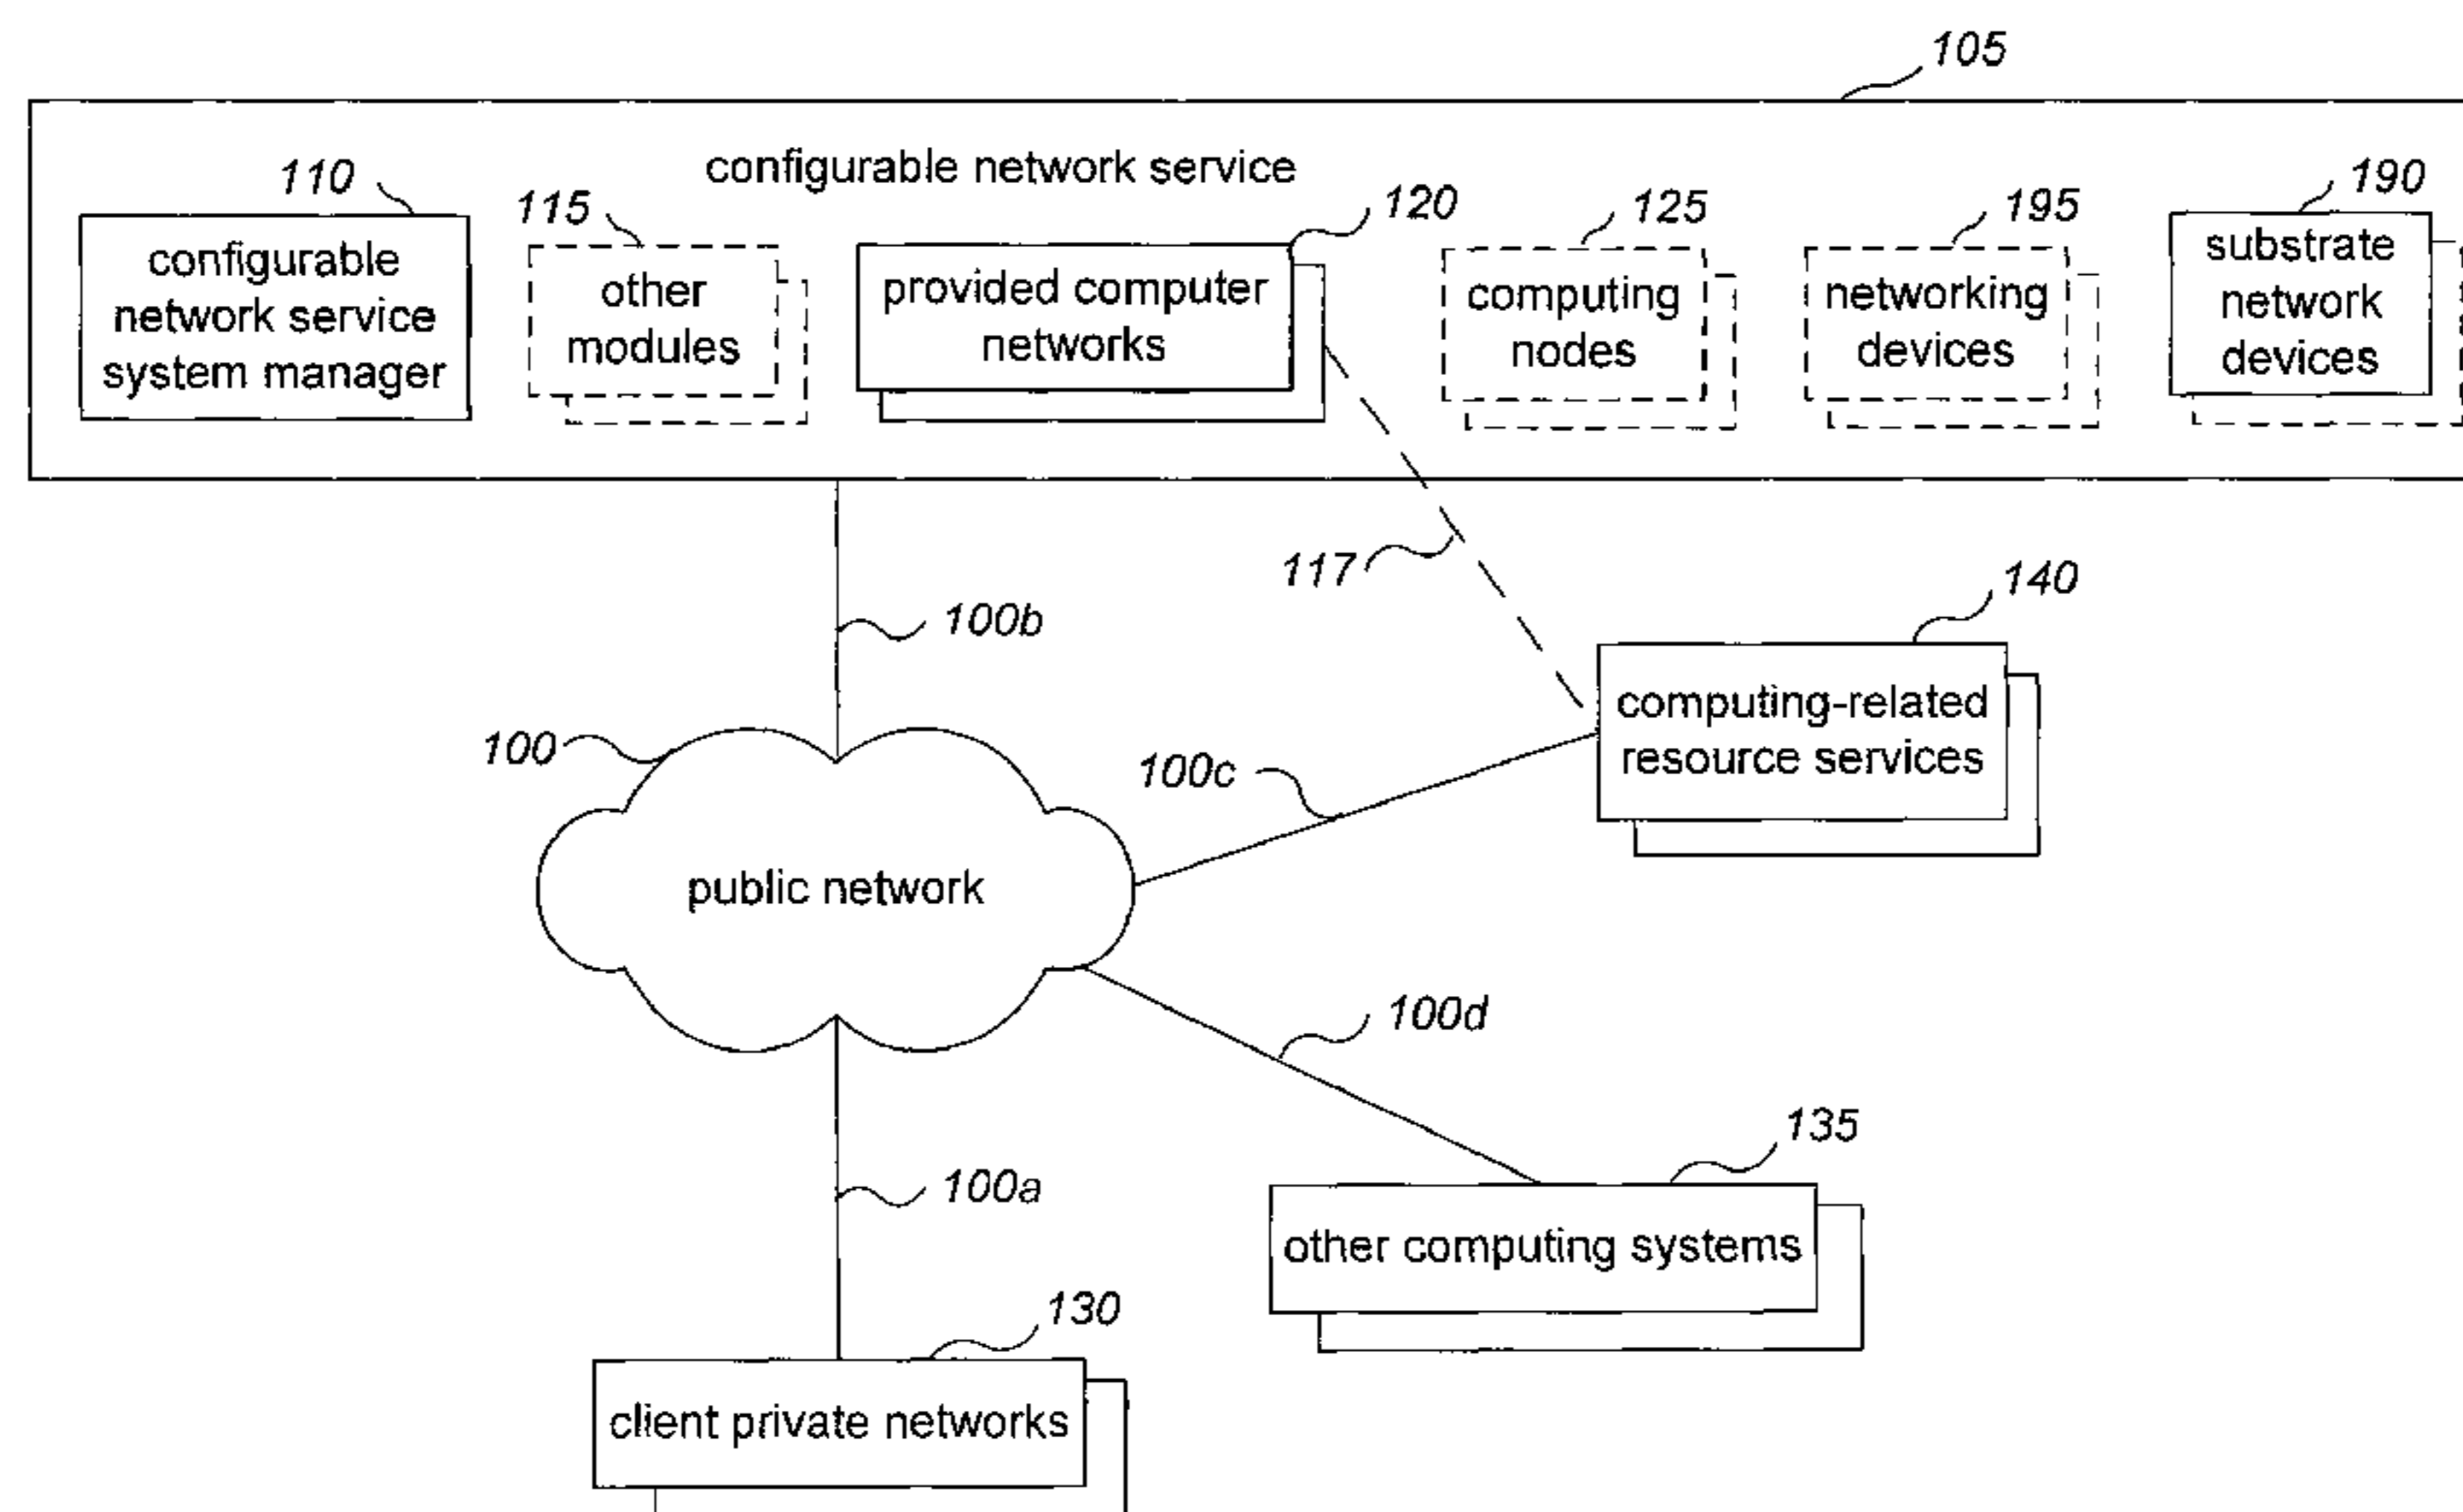 105
configurable network service
110
115
120
125
195
190
configurable
network service
system manager
other
modules
provided computer
networks
computing
nodes
networking
devices
substrate
network
devices
117
140
100b
computing-related
resource services
100
100c
public network
100d
135
100a
other computing systems
130
client private networks